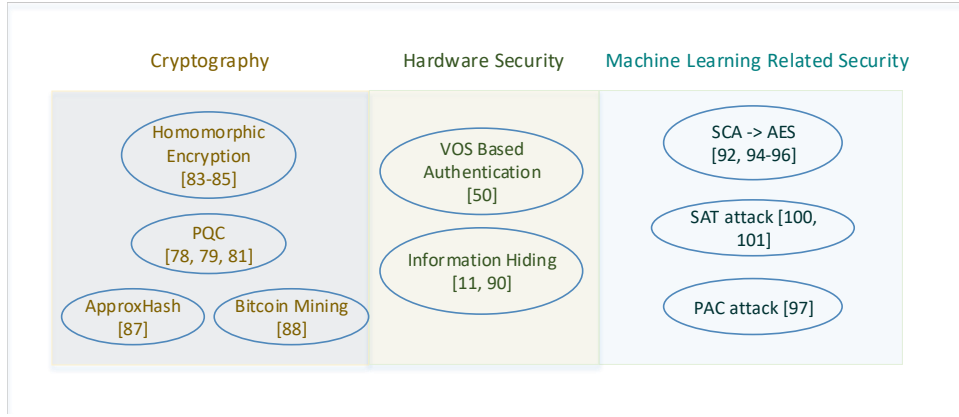 Cryptography
Homomorphic
Encryption
[83-85]
PQC
[78, 79, 81]
ApproxHash
[87]
Bitcoin Mining
[88]
Hardware Security
VOS Based
Authentication
[50]
Information Hiding
[11, 90]
Machine Learning Related Security
SCA -> AES
[92, 94-96]
SAT attack [100,
101]
PAC attack [97]